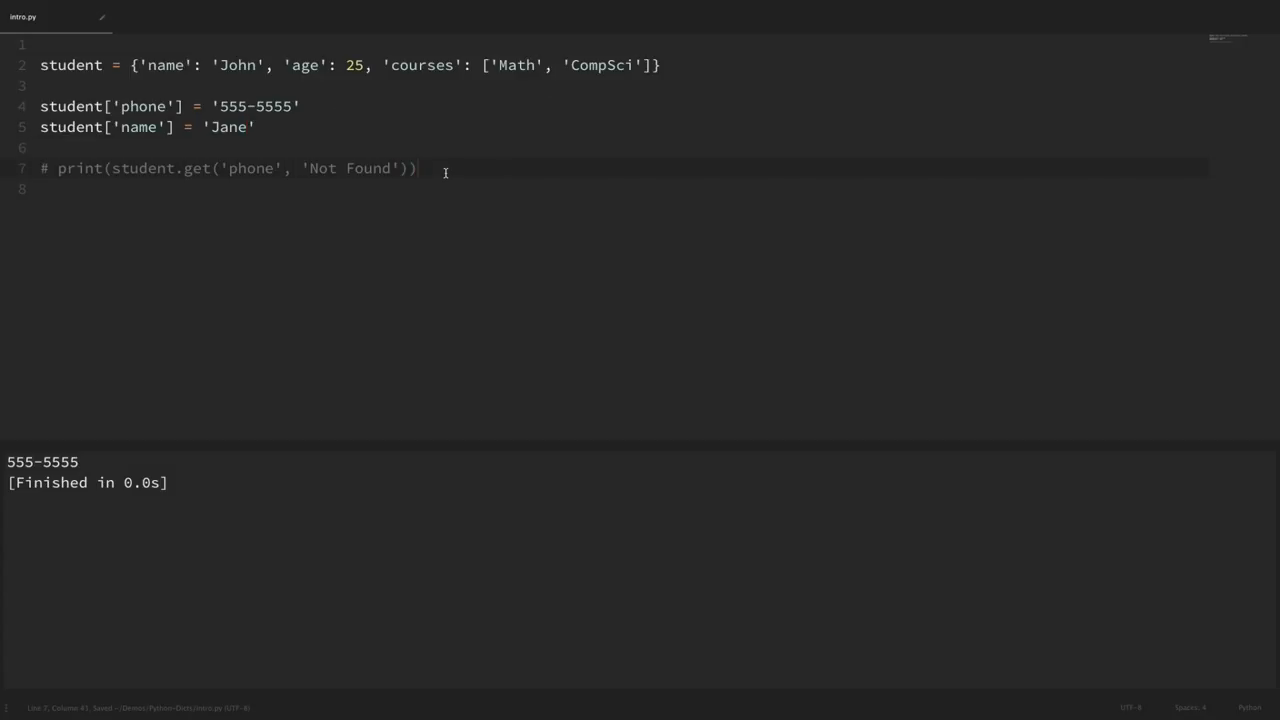 intro.py
1
2 student = {'name': 'John', 'age': 25, 'courses': ['Math', 'CompSci']}
3
4 student['phone'] = '555-5555'
5 student['name'] = 'Jane'
6
7 # print(student.get('phone', 'Not Found'))
8
555-5555
[Finished in 0.0s]
Line 7, Column 41. Saved ~/Demos/Python-Dicts/intro.py (UTF-8) UTF-8 Spaces: 4 Python